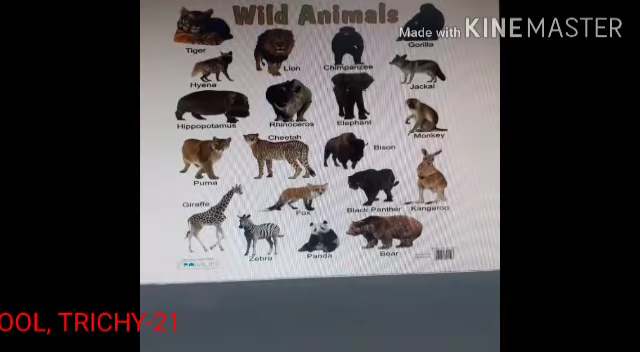 Wild Animals
Made with KINEMASTER
Tiger
Lion
Chimpanzee
Gorilla
Hyena
Jackal
Hippopotamus
Rhinoceros
Elephant
Monkey
Cheetah
Bison
Puma
Fox
Black Panther
Kangaroo
Giraffe
Zebra
Panda
Bear
OOL, TRICHY-21